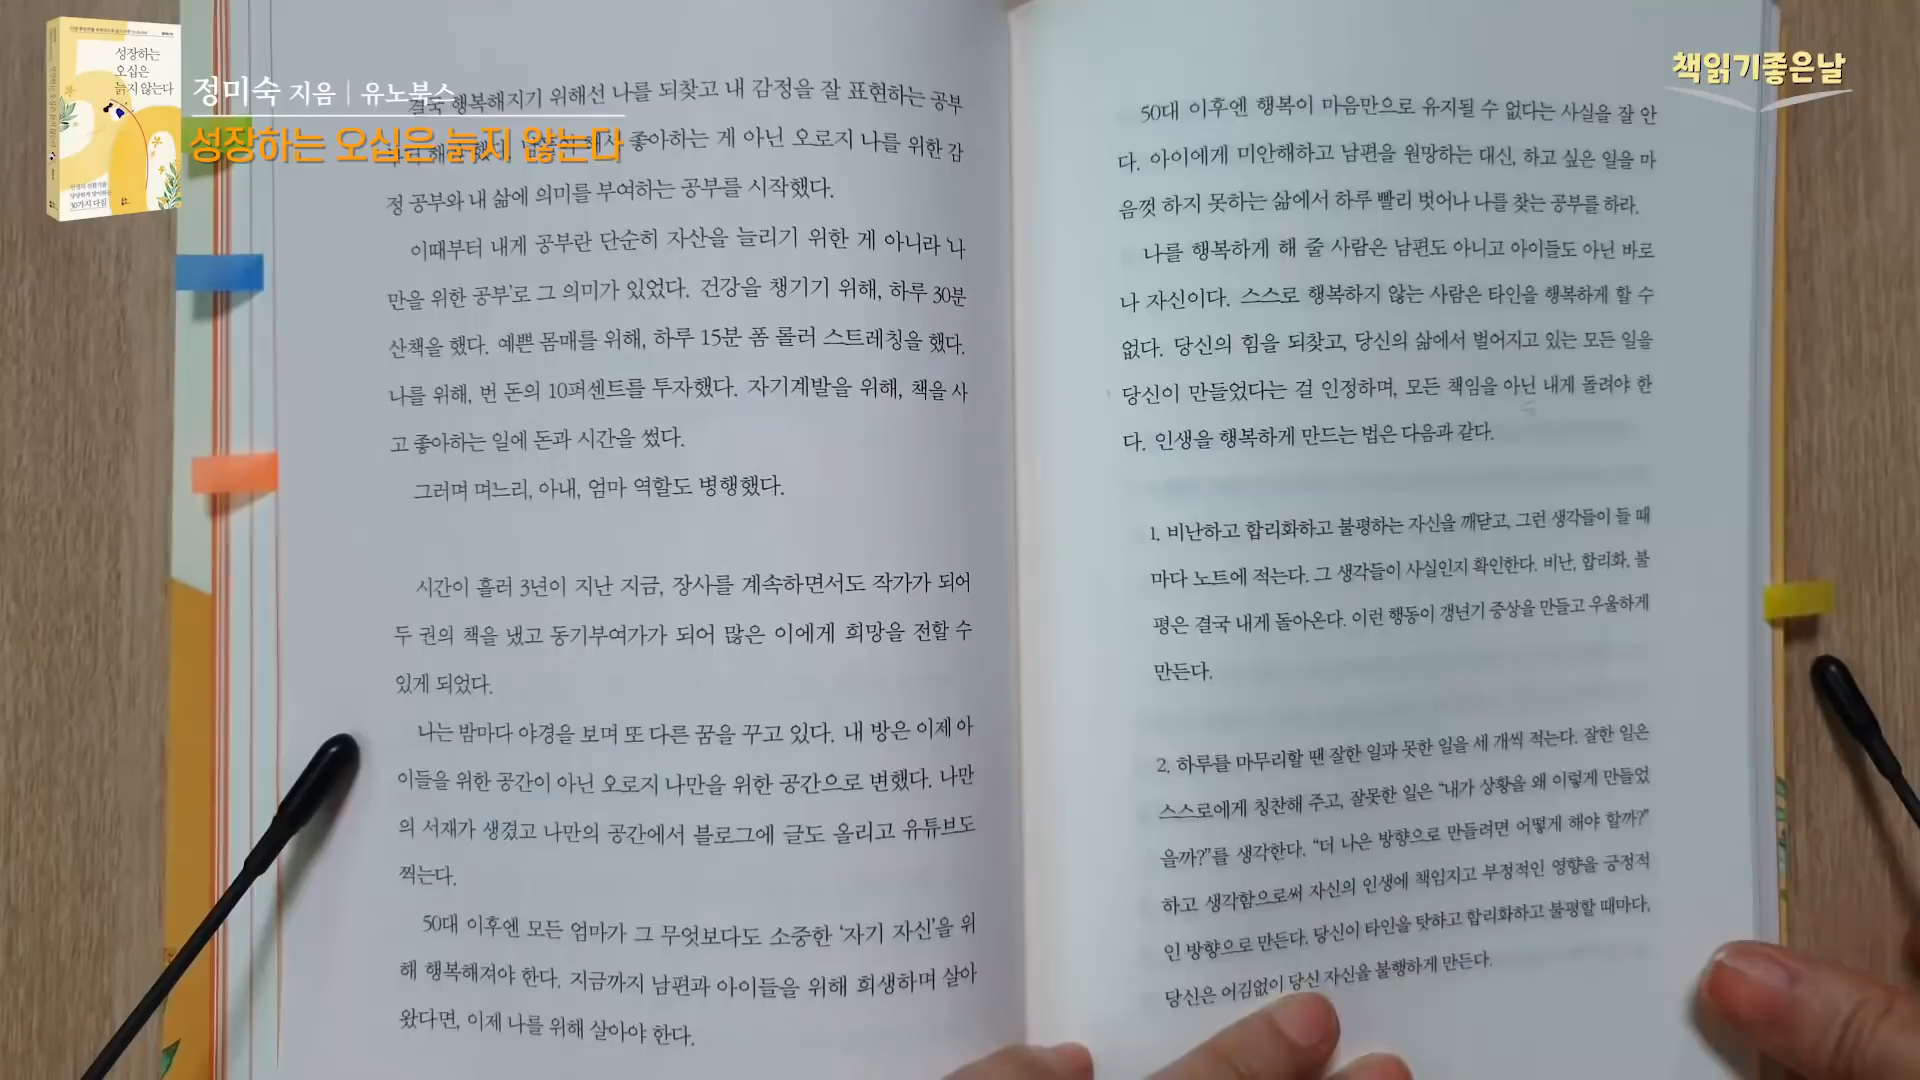 성장하는
오십은
늙지 않는다
30가지 다짐
정미숙 지음 | 유노북스
성장하는 오십은 늙지 않는다
책읽기좋은날
결국 행복해지기 위해선 나를 되찾고 내 감정을 잘 표현하는 공부
해야 했다. 좋아하는 게 아닌 오로지 나를 위한 감
정 공부와 내 삶에 의미를 부여하는 공부를 시작했다.
이때부터 내게 공부란 단순히 자산을 늘리기 위한 게 아니라 '나
만을 위한 공부'로 그 의미가 있었다. 건강을 챙기기 위해, 하루 30분
산책을 했다. 예쁜 몸매를 위해, 하루 15분 폼 롤러 스트레칭을 했다.
나를 위해, 번 돈의 10퍼센트를 투자했다. 자기계발을 위해, 책을 사
고 좋아하는 일에 돈과 시간을 썼다.
그러며 며느리, 아내, 엄마 역할도 병행했다.
시간이 흘러 3년이 지난 지금, 장사를 계속하면서도 작가가 되어
두 권의 책을 냈고 동기부여가가 되어 많은 이에게 희망을 전할 수
있게 되었다.
나는 밤마다 야경을 보며 또 다른 꿈을 꾸고 있다. 내 방은 이제 아
이들을 위한 공간이 아닌 오로지 나만을 위한 공간으로 변했다. 나만
의 서재가 생겼고 나만의 공간에서 블로그에 글도 올리고 유튜브도
찍는다.
50대 이후엔 모든 엄마가 그 무엇보다도 소중한 '자기 자신'을 위
해 행복해져야 한다. 지금까지 남편과 아이들을 위해 희생하며 살아
왔다면, 이제 나를 위해 살아야 한다.
50대 이후엔 행복이 마음만으로 유지될 수 없다는 사실을 잘 안
다. 아이에게 미안해하고 남편을 원망하는 대신, 하고 싶은 일을 마
음껏 하지 못하는 삶에서 하루 빨리 벗어나 나를 찾는 공부를 하라.
나를 행복하게 해 줄 사람은 남편도 아니고 아이들도 아닌 바로
나 자신이다. 스스로 행복하지 않는 사람은 타인을 행복하게 할 수
없다. 당신의 힘을 되찾고, 당신의 삶에서 벌어지고 있는 모든 일을
당신이 만들었다는 걸 인정하며, 모든 책임을 아닌 내게 돌려야 한
다. 인생을 행복하게 만드는 법은 다음과 같다.
1. 비난하고 합리화하고 불평하는 자신을 깨닫고, 그런 생각들이 들 때
마다 노트에 적는다. 그 생각들이 사실인지 확인한다. 비난, 합리화, 불
평은 결국 내게 돌아온다. 이런 행동이 갱년기 증상을 만들고 우울하게
만든다.
2. 하루를 마무리할 땐 잘한 일과 못한 일을 세 개씩 적는다. 잘한 일은
스스로에게 칭찬해 주고, 잘못한 일은 "내가 상황을 왜 이렇게 만들었
을까?"를 생각한다. "더 나은 방향으로 만들려면 어떻게 해야 할까?"
하고 생각함으로써 자신의 인생에 책임지고 부정적인 영향을 긍정적
인 방향으로 만든다. 당신이 타인을 탓하고 합리화하고 불평할 때마다,
당신은 어김없이 당신 자신을 불행하게 만든다.